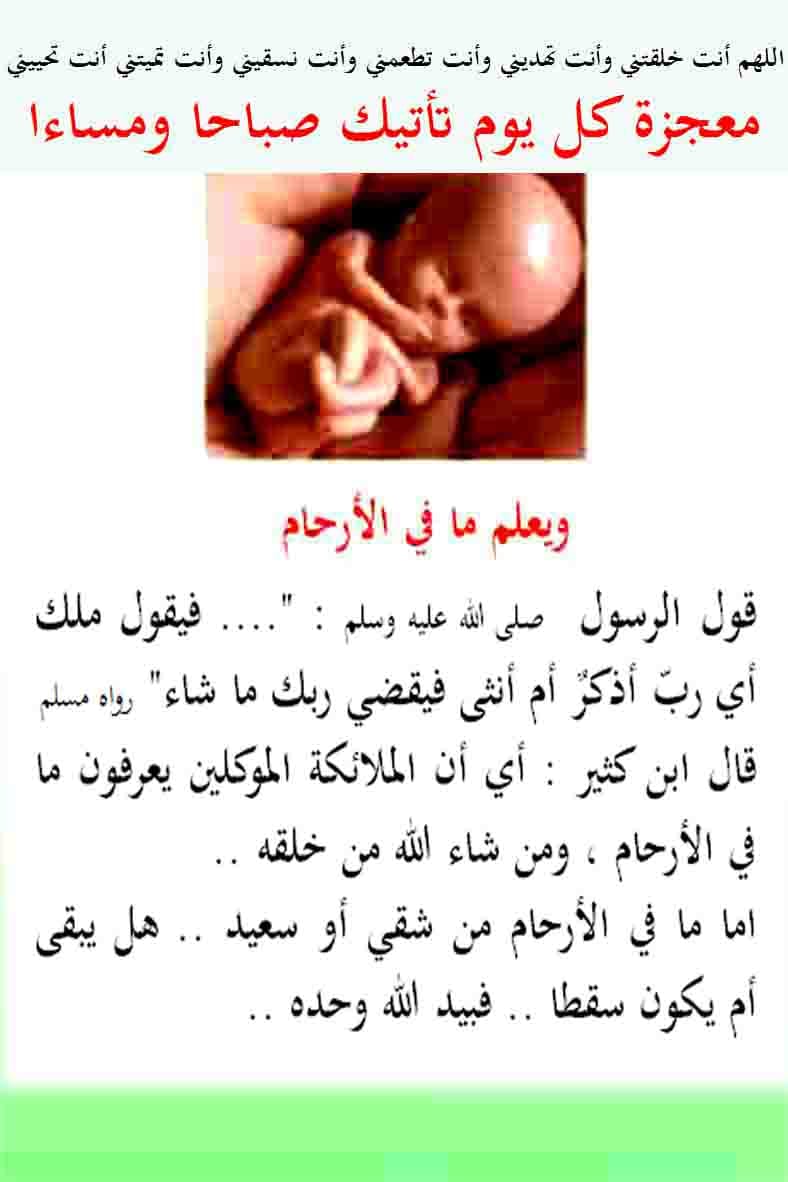 اللهم أنت خلقتني وأنت تهديني وأنت تطعمني وأنت نسقيني وأنت تميتني أنت تحييني
معجزة كل يوم تأتيك صباحا ومساءا
ويعلم ما في الأرحام
قول الرسول صلى الله عليه وسلم : ".... فيقول ملك
أي ربّ أذكرٌ أم أنثى فيقضي ربك ما شاء" رواه مسلم
قال ابن كثير : أي أن الملائكة الموكلين يعرفون ما
في الأرحام ، ومن شاء الله من خلقه ..
اما ما في الأرحام من شقي أو سعيد .. هل يبقى
أم يكون سقطا .. فبيد الله وحده ..